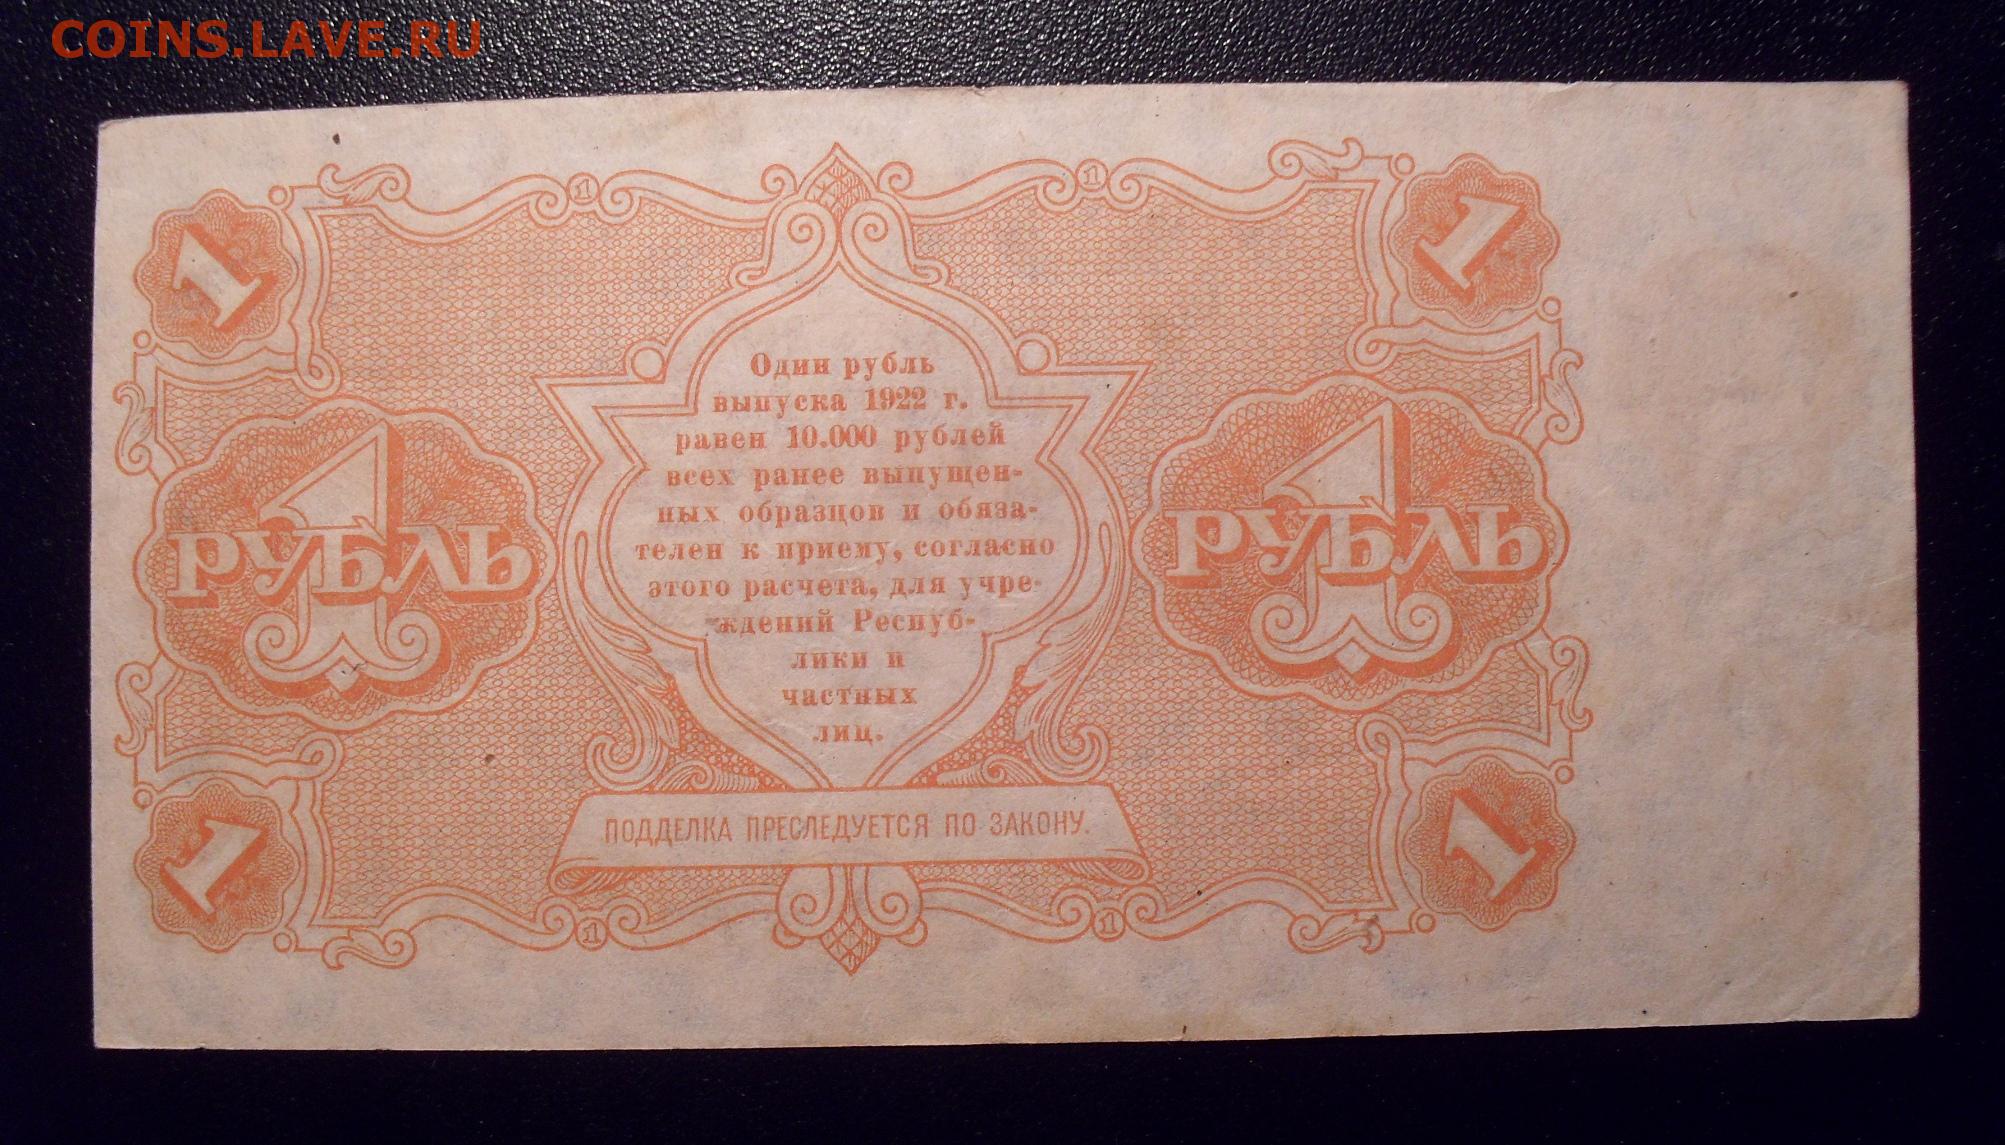 COINS.LAVE.RU
1
1
1
1
Один рубль
выпуска 1922 г.
равен 10.000 рублей
всех ранее выпущен-
ных образцов и обяза-
телен к приему, согласно
этого расчета, для учре-
ждений Респуб-
лики и
частных
лиц.
1
РУБЛЬ
1
РУБЛЬ
ПОДДЕЛКА ПРЕСЛЕДУЕТСЯ ПО ЗАКОНУ.
1
1
1
1